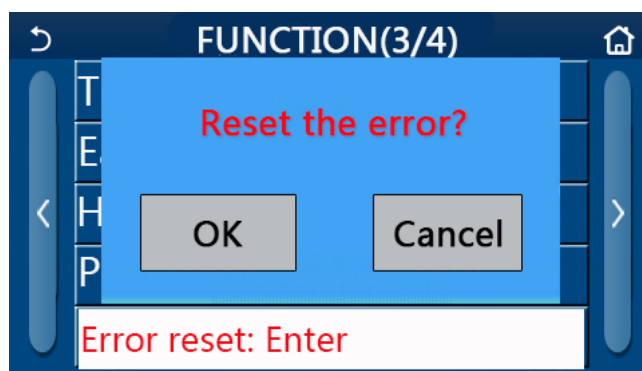 FUNCTION(3/4)
T
E
Reset the error?
H
OK
Cancel
P
Error reset: Enter